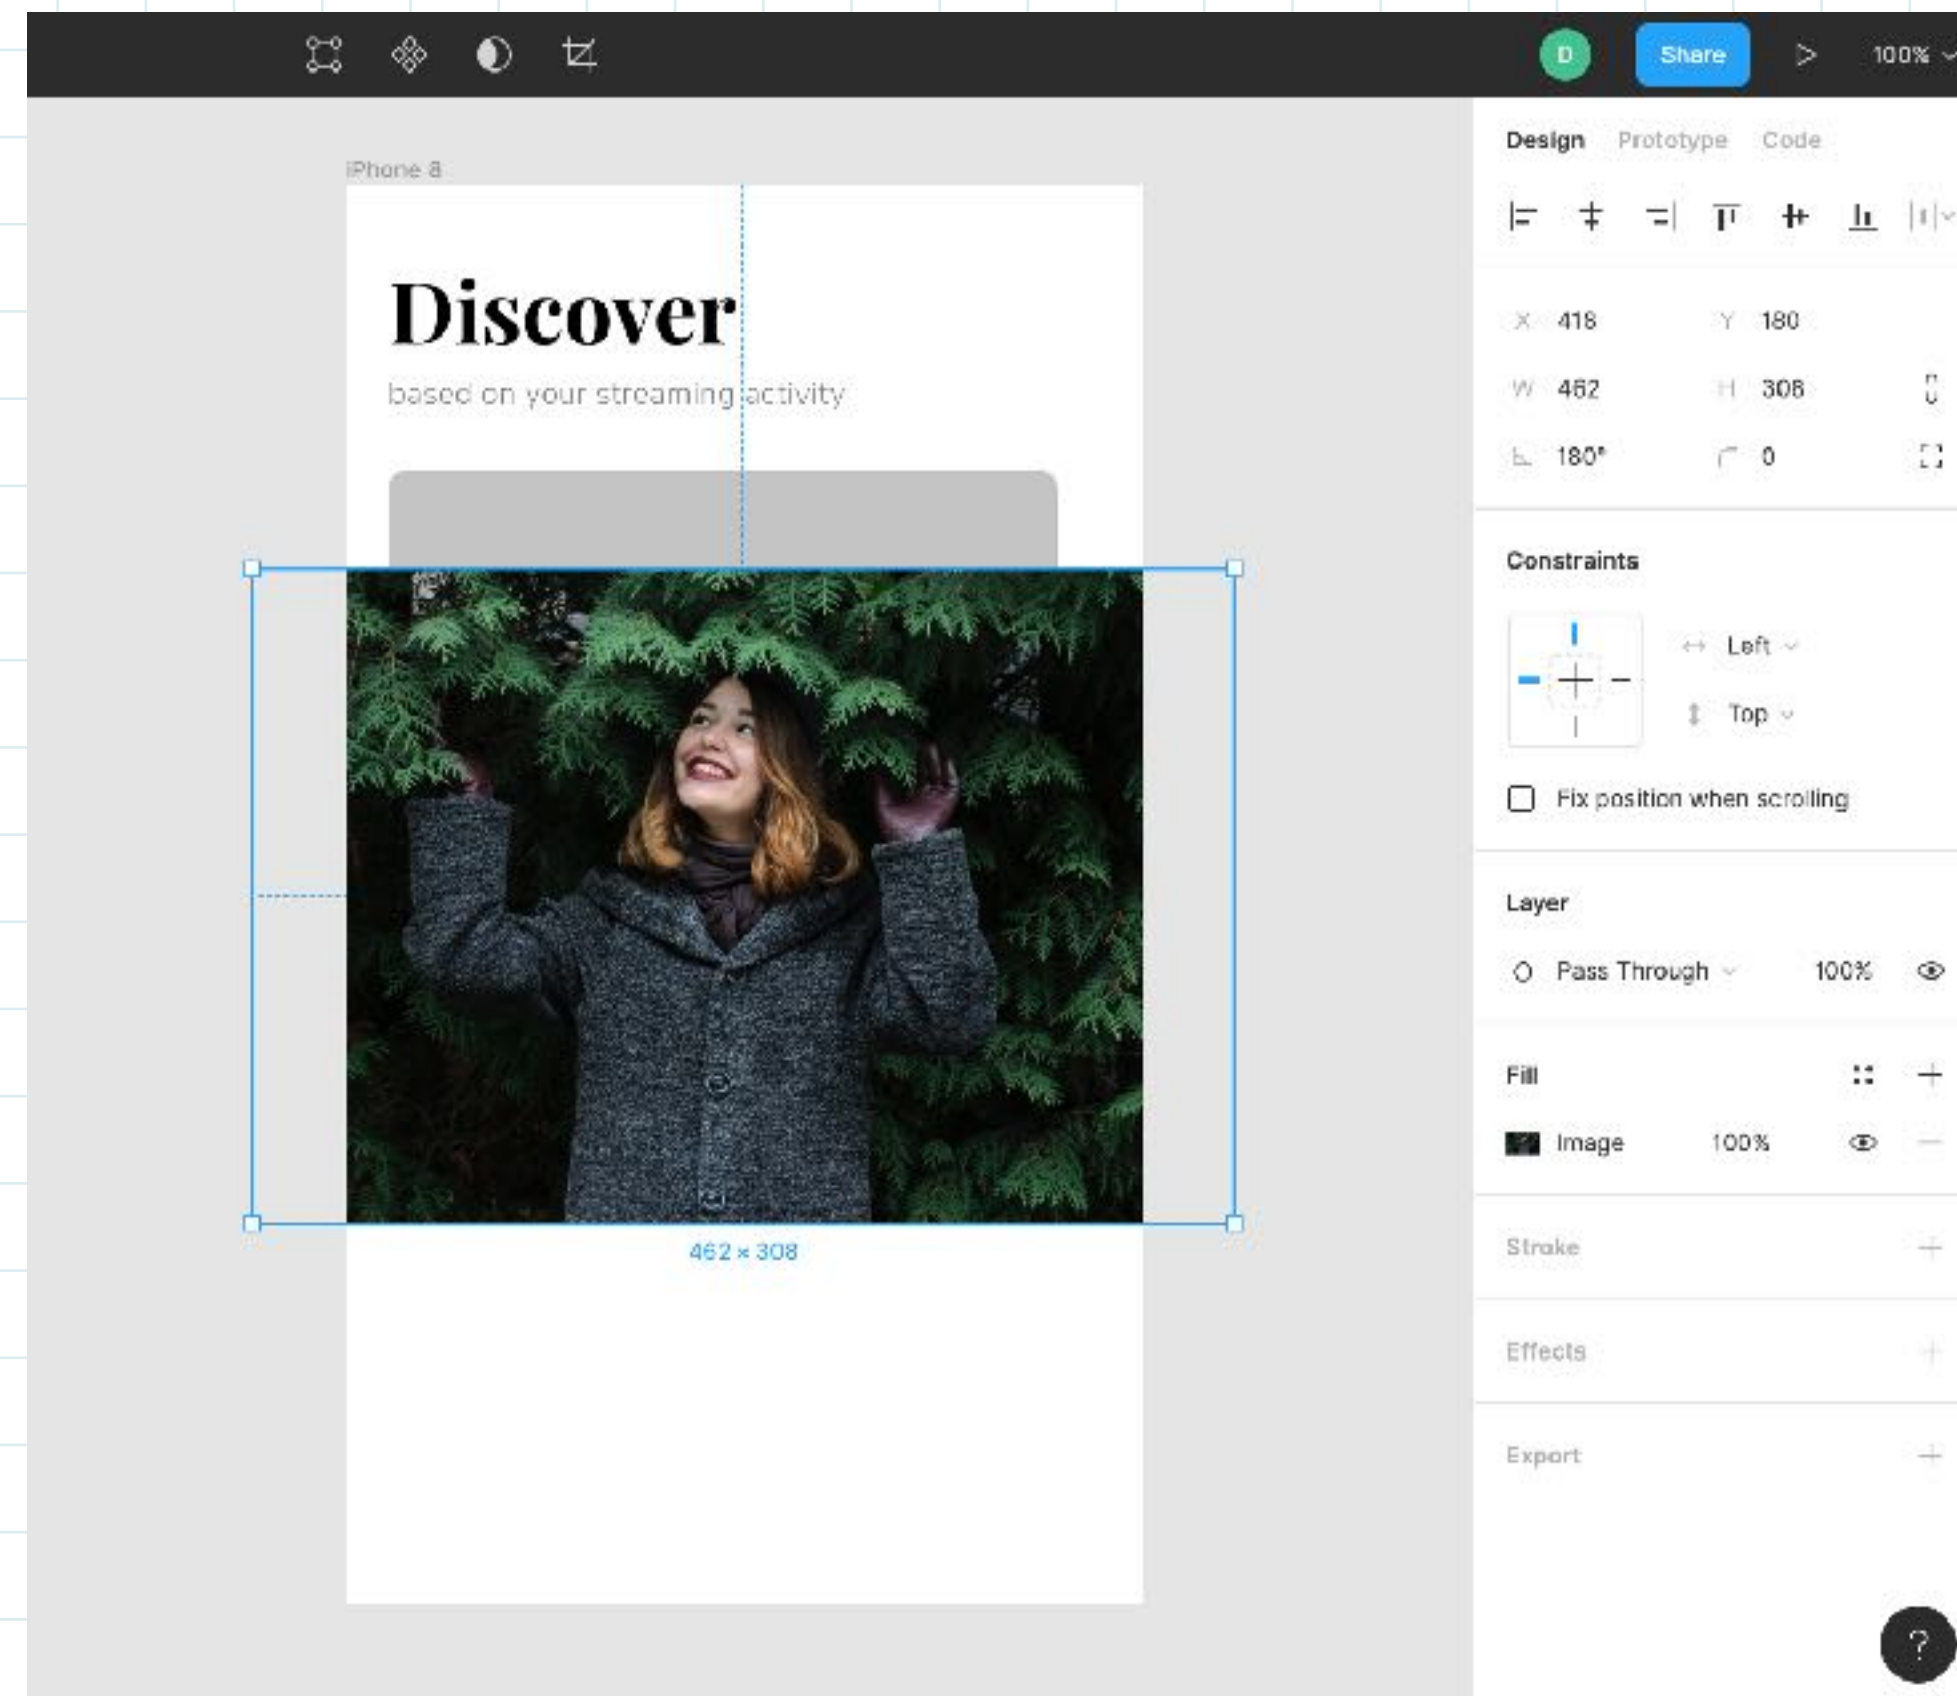 D Share 100%
Design Prototype Code
iPhone 8
Discover
based on your streaming activity
462 × 308
X 418 Y 180
W 462 H 308
180° 0
Constraints
Left
Top
Fix position when scrolling
Layer
Pass Through 100%
Fill
Image 100%
Stroke
Effects
Export
?